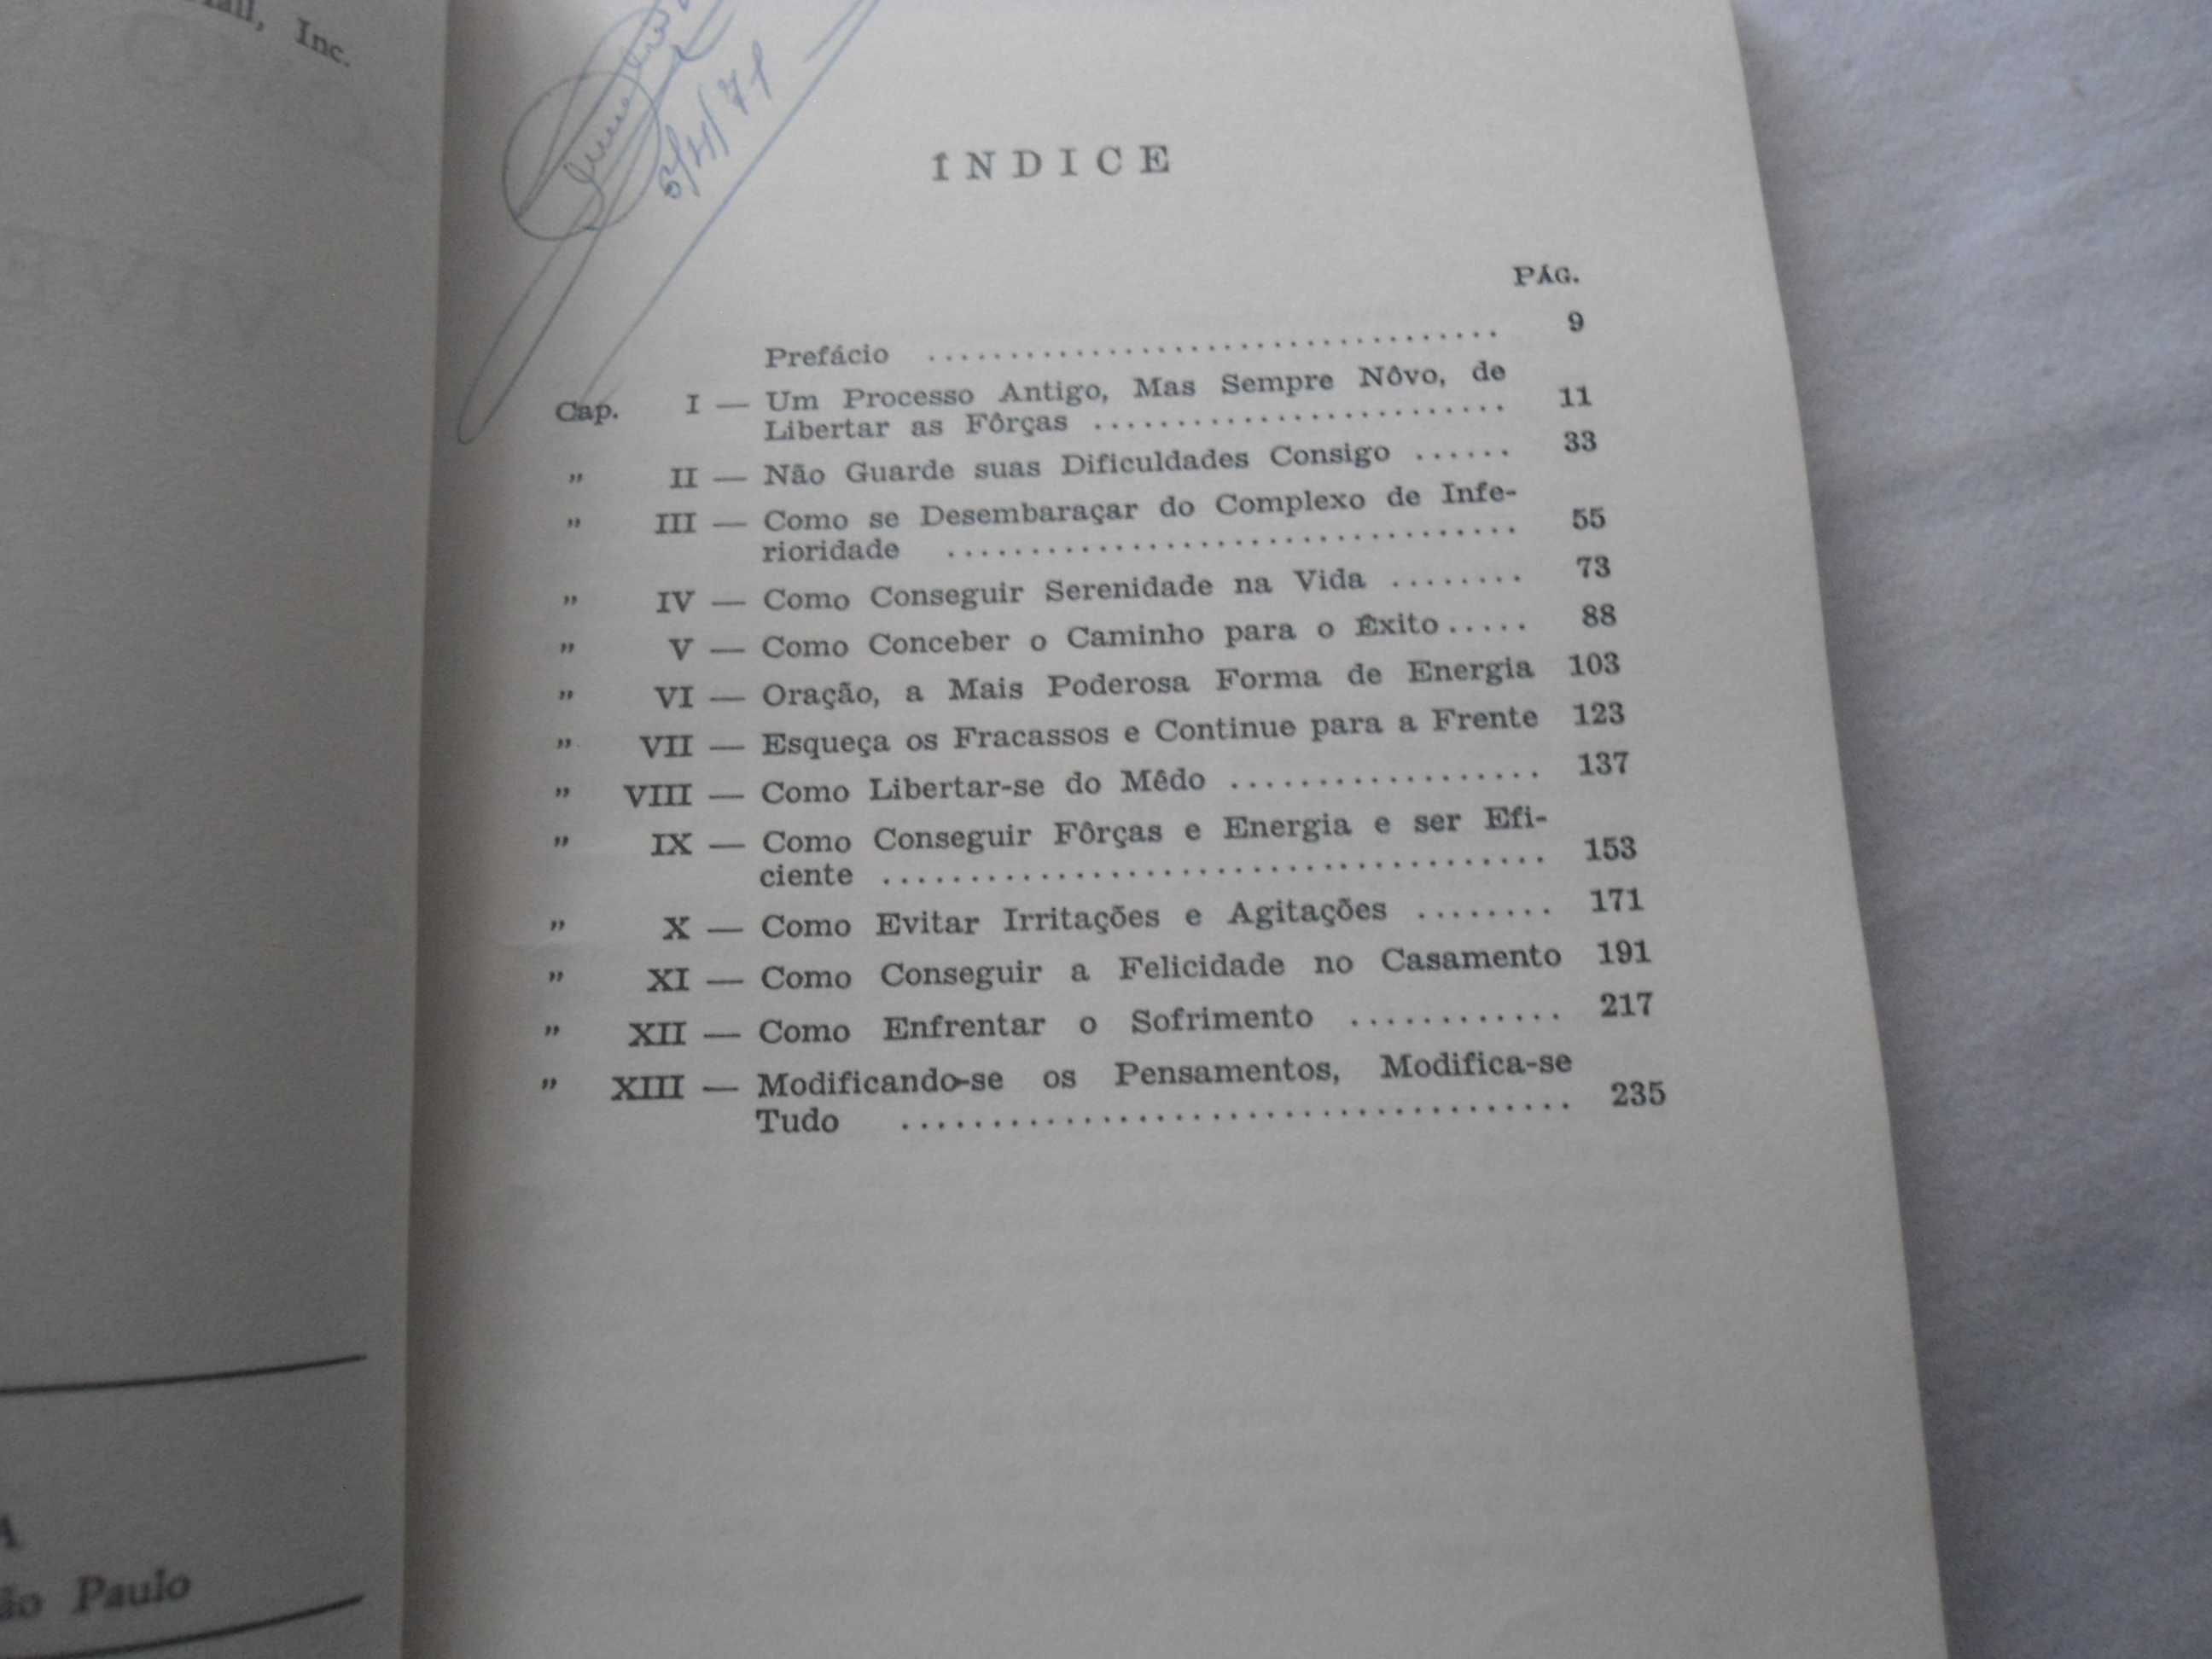 Inc.
ão Paulo
ÍNDICE
PÁG.
Prefácio .................................... 9
Cap. I — Um Processo Antigo, Mas Sempre Nôvo, de
Libertar as Fôrças ......................... 11
" II — Não Guarde suas Dificuldades Consigo ...... 33
" III — Como se Desembaraçar do Complexo de Infe-
rioridade ................................... 55
" IV — Como Conseguir Serenidade na Vida ........ 73
" V — Como Conceber o Caminho para o Êxito..... 88
" VI — Oração, a Mais Poderosa Forma de Energia 103
" VII — Esqueça os Fracassos e Continue para a Frente 123
" VIII — Como Libertar-se do Mêdo .................. 137
" IX — Como Conseguir Fôrças e Energia e ser Efi-
ciente ...................................... 153
" X — Como Evitar Irritações e Agitações ........ 171
" XI — Como Conseguir a Felicidade no Casamento 191
" XII — Como Enfrentar o Sofrimento ............ 217
" XIII — Modificando-se os Pensamentos, Modifica-se
Tudo ..................................... 235